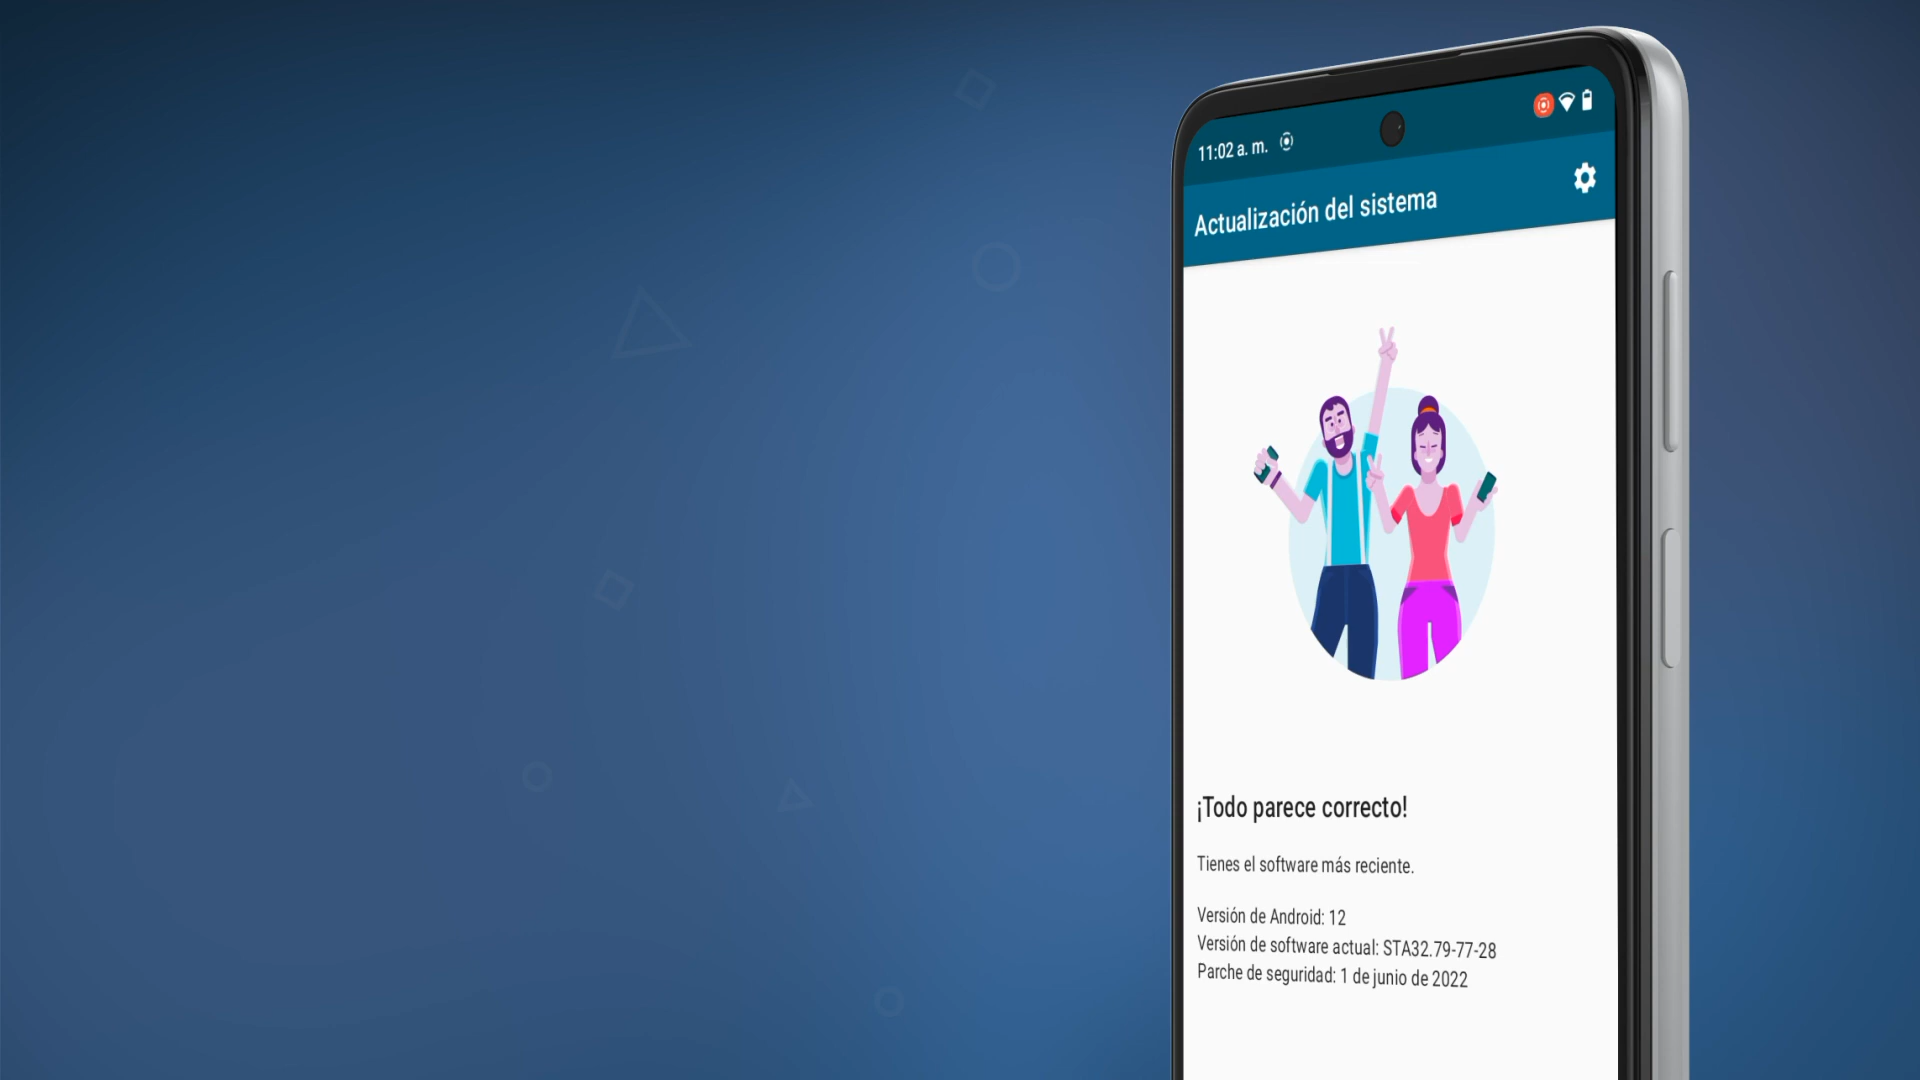 11:02 a. m.
Actualización del sistema
¡Todo parece correcto!
Tienes el software más reciente.
Versión de Android: 12
Versión de software actual: STA32.79-77-28
Parche de seguridad: 1 de junio de 2022